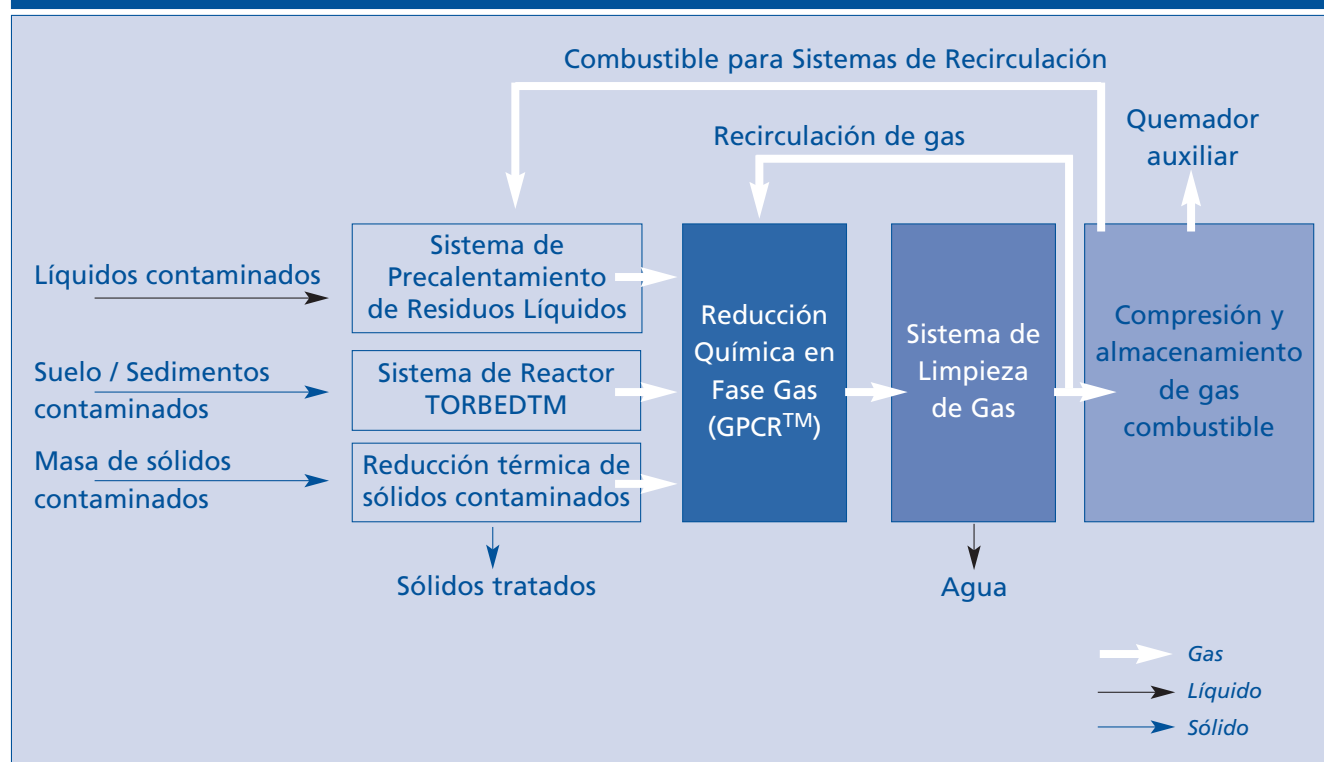 Combustible para Sistemas de Recirculación
Recirculación de gas
Quemador
auxiliar
Líquidos contaminados
Sistema de
Precalentamiento
de Residuos Líquidos
Suelo / Sedimentos
contaminados
Sistema de Reactor
TORBEDTM
Masa de sólidos
contaminados
Reducción térmica de
sólidos contaminados
Reducción
Química en
Fase Gas
(GPCR™)
Sistema de
Limpieza
de Gas
Compresión y
almacenamiento
de gas
combustible
Sólidos tratados
Agua
Gas
Líquido
Sólido